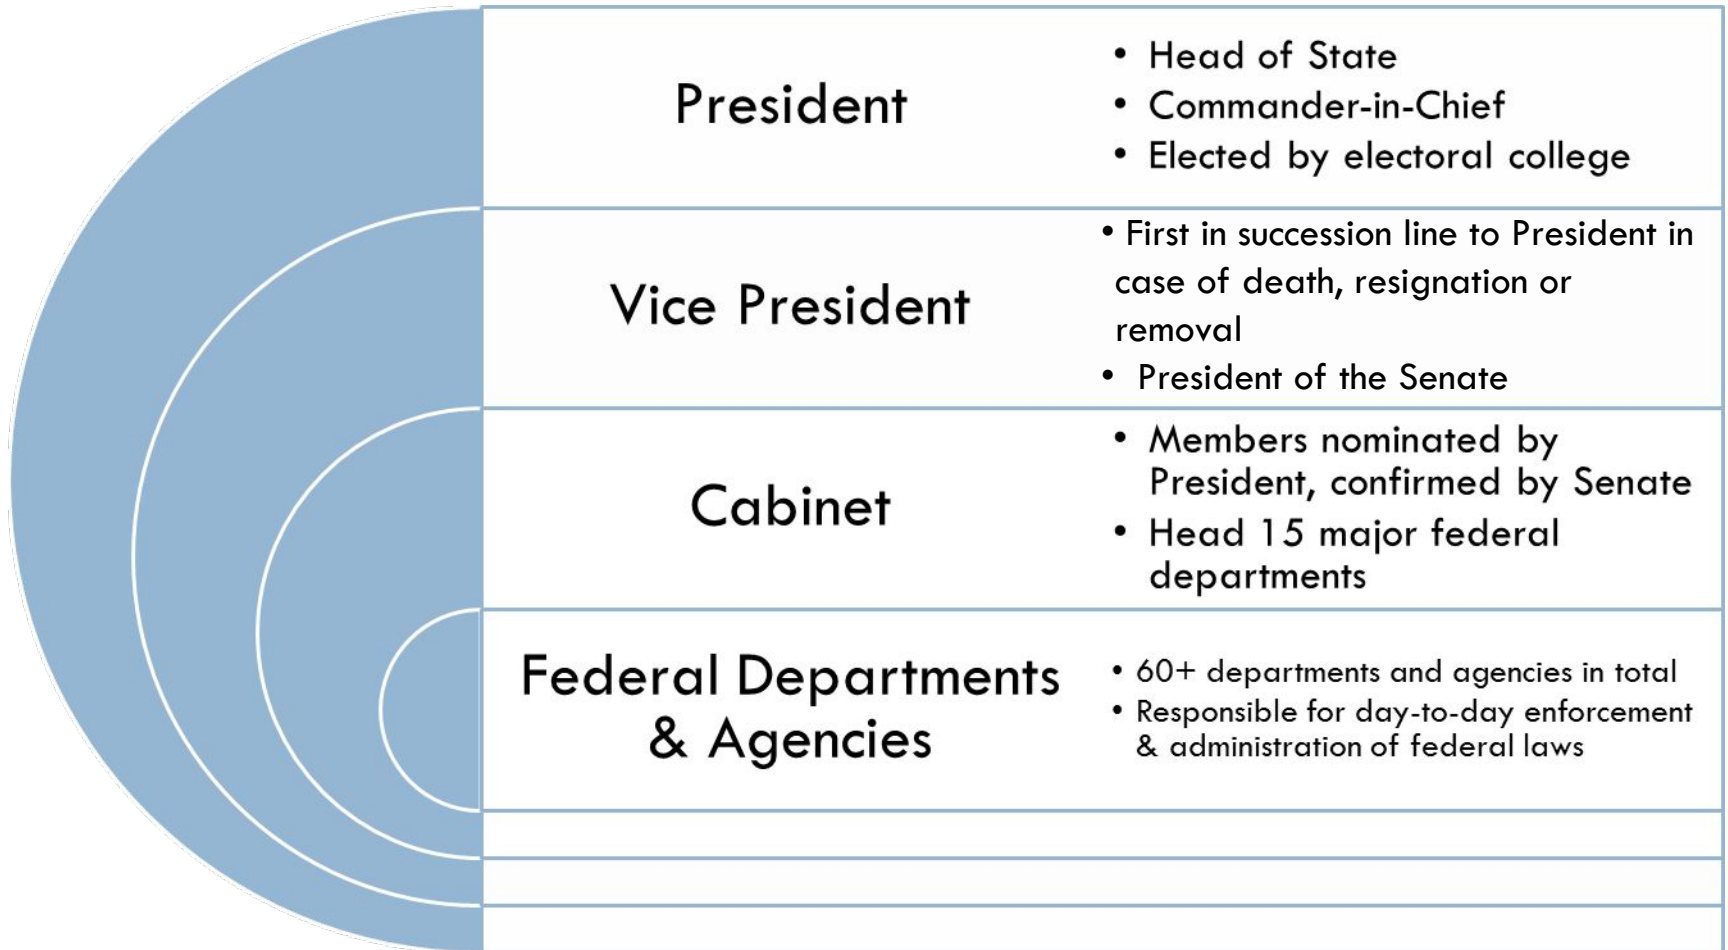 President
• Head of State
• Commander-in-Chief
• Elected by electoral college
Vice President
• First in succession line to President in
case of death, resignation or
removal
• President of the Senate
Cabinet
• Members nominated by
President, confirmed by Senate
• Head 15 major federal
departments
Federal Departments
& Agencies
• 60+ departments and agencies in total
• Responsible for day-to-day enforcement
& administration of federal laws